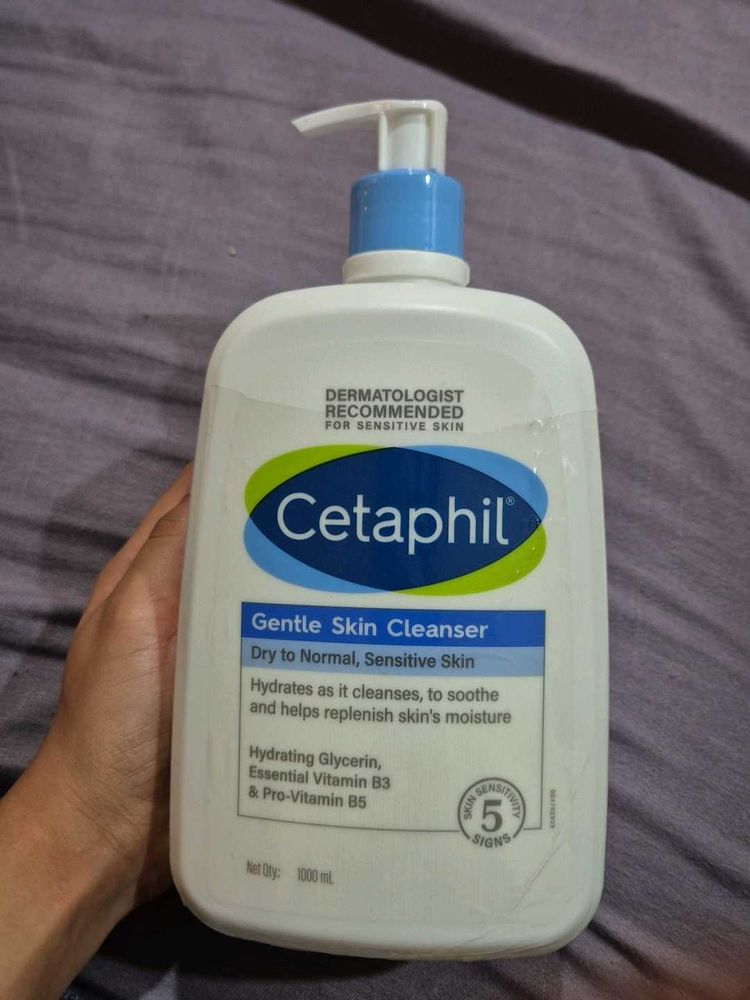 DERMATOLOGIST
RECOMMENDED
FOR SENSITIVE SKIN
Cetaphil®
Gentle Skin Cleanser
Dry to Normal, Sensitive Skin
Hydrates as it cleanses, to soothe
and helps replenish skin's moisture
Hydrating Glycerin,
Essential Vitamin B3
& Pro-Vitamin B5
SKIN SENSITIVITY
5
SIGNS
Net Qty: 1000 mL